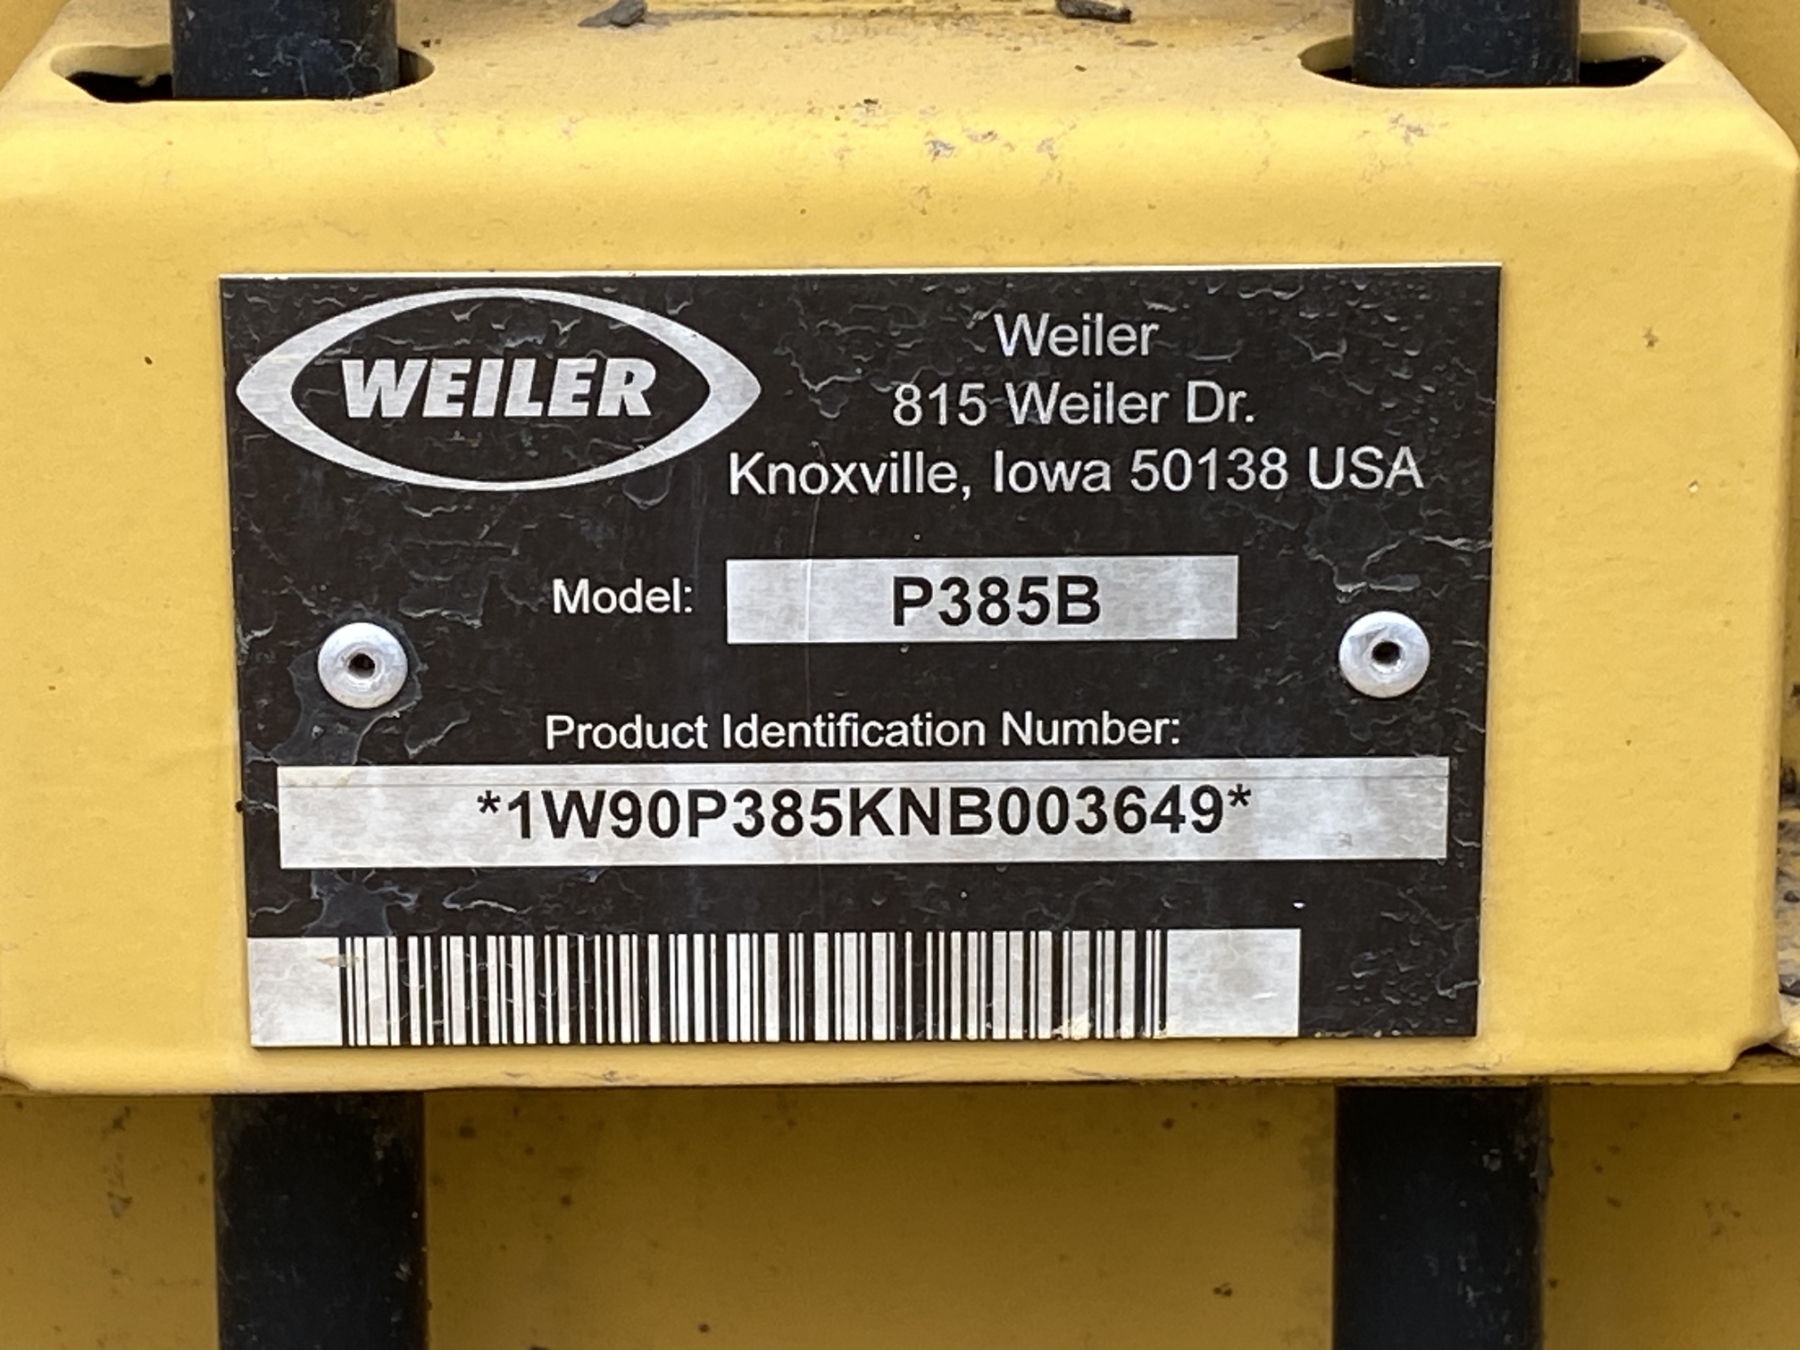 WEILER
Weiler
815 Weiler Dr.
Knoxville, Iowa 50138 USA
Model: P385B
Product Identification Number:
*1W90P385KNB003649*